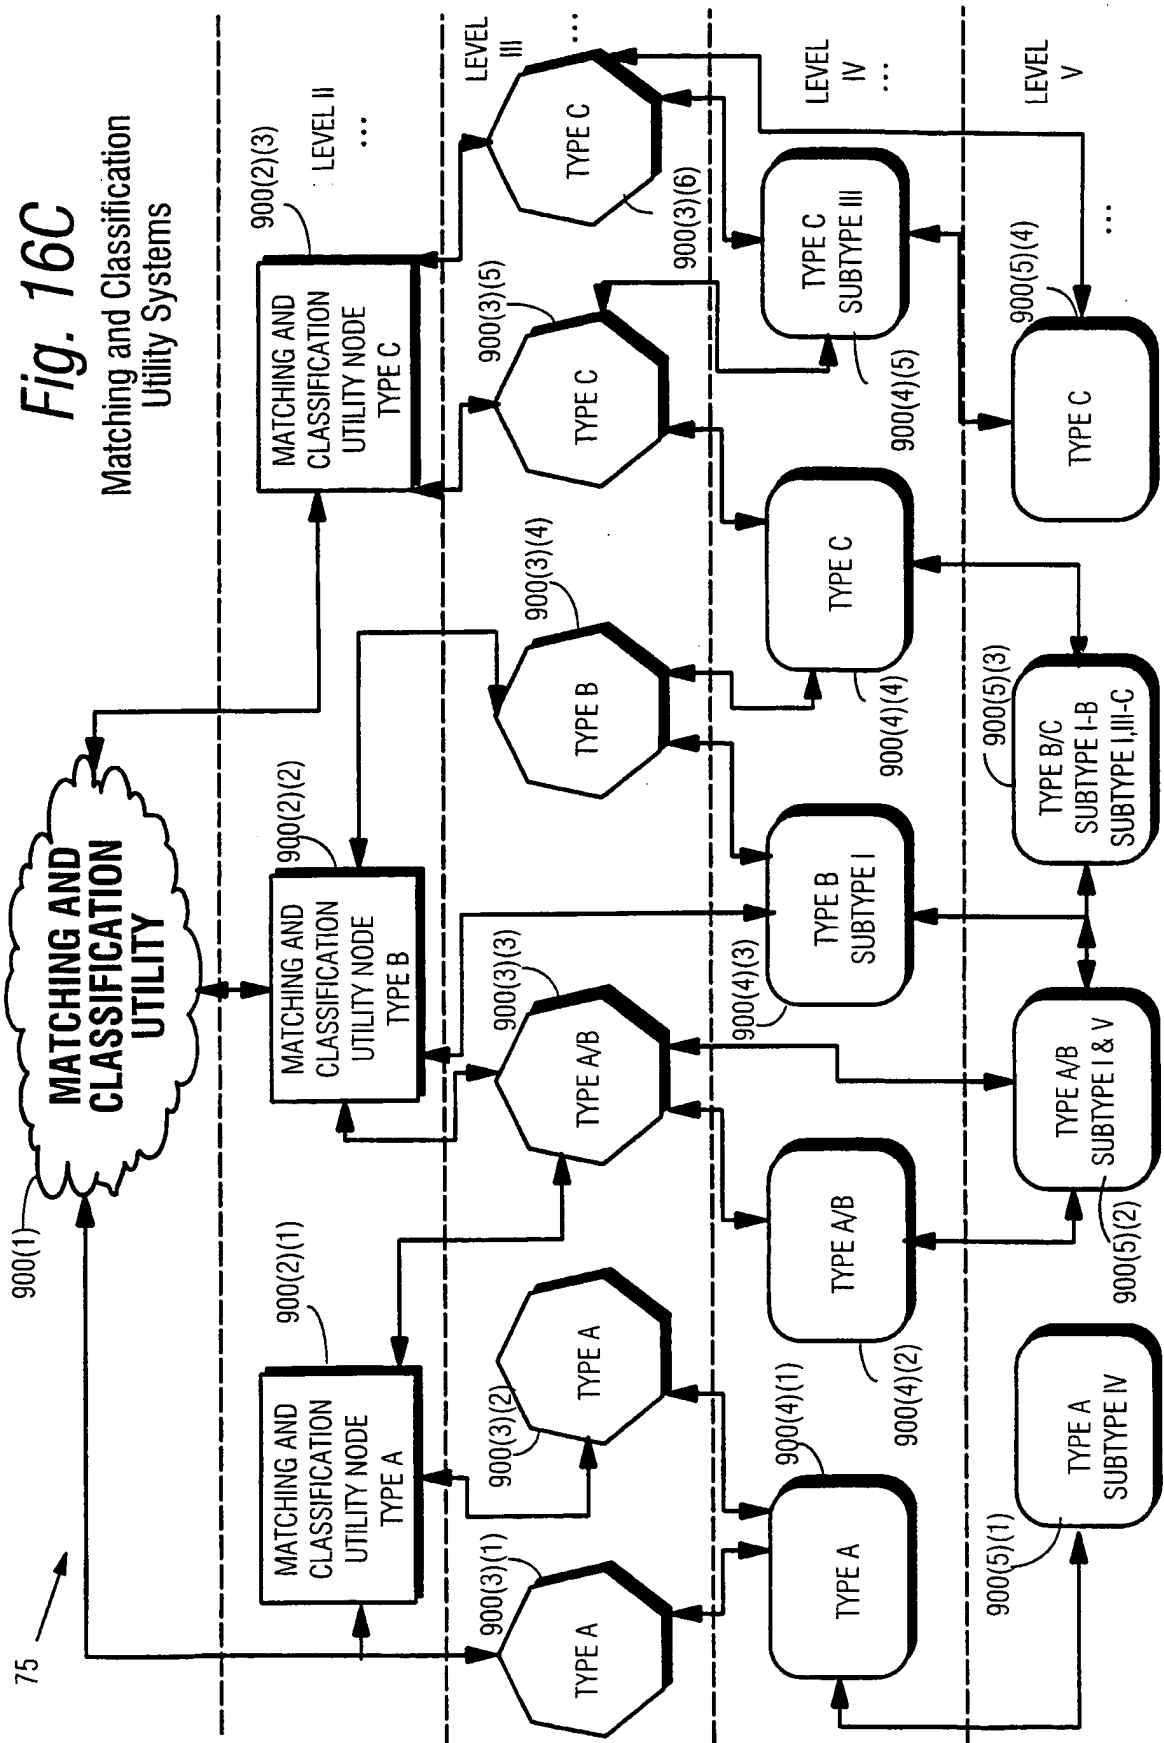 Fig. 16C
Matching and Classification
Utility Systems
75
900(1)
MATCHING AND
CLASSIFICATION
UTILITY
LEVEL II
...
900(2)(1)
MATCHING AND
CLASSIFICATION
UTILITY NODE
TYPE A
900(2)(2)
MATCHING AND
CLASSIFICATION
UTILITY NODE
TYPE B
900(2)(3)
MATCHING AND
CLASSIFICATION
UTILITY NODE
TYPE C
LEVEL
III
...
900(3)(1)
TYPE A
900(3)(2)
TYPE A
900(3)(3)
TYPE A/B
900(3)(4)
TYPE B
900(3)(5)
TYPE C
900(3)(6)
TYPE C
LEVEL
IV
...
900(4)(1)
TYPE A
900(4)(2)
TYPE A/B
900(4)(3)
TYPE B
SUBTYPE I
900(4)(4)
TYPE C
900(4)(5)
TYPE C
SUBTYPE III
LEVEL
V
...
900(5)(1)
TYPE A
SUBTYPE IV
900(5)(2)
TYPE A/B
SUBTYPE I & V
900(5)(3)
TYPE B/C
SUBTYPE I-B
SUBTYPE I,III-C
900(5)(4)
TYPE C